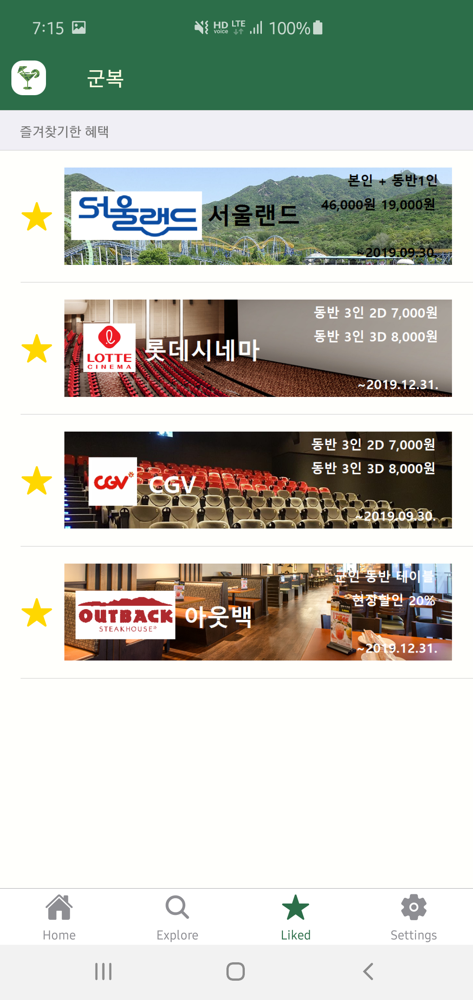 7:15 HD voice LTE 100%
군복
즐겨찾기한 혜택
본인 + 동반1인
46,000원 19,000원
서울랜드 서울랜드
~2019.09.30.
동반 3인 2D 7,000원
동반 3인 3D 8,000원
LOTTE
CINEMA
롯데시네마
~2019.12.31.
동반 3인 2D 7,000원
동반 3인 3D 8,000원
CGV CGV
~2019.09.30.
군인 동반 테이블
현장할인 20%
OUTBACK
STEAKHOUSE®
아웃백
JUICE
~2019.12.31.
Home Explore Liked Settings